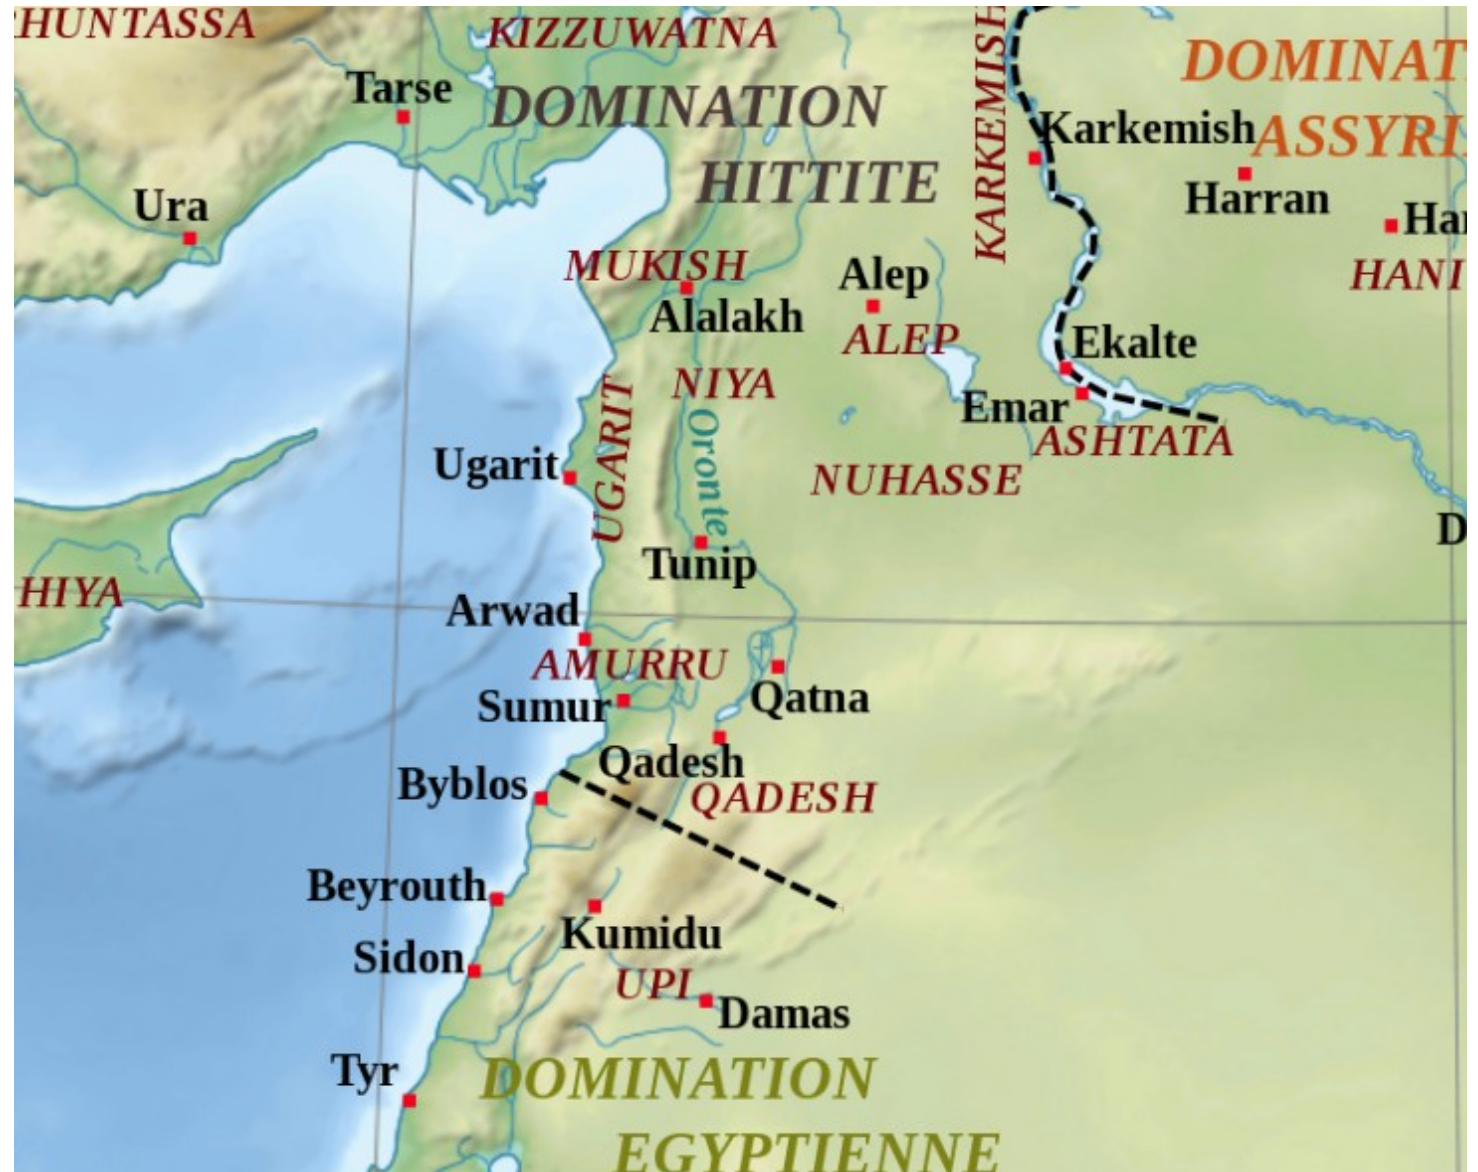 HUNTASSA
KIZZUWATNA
KARKEMISH
DOMINAT
Tarse
DOMINATION
Karkemish
ASSYRI
HITTITE
Harran
Ura
Har
MUKISH
Alep
HANI
Alalakh
ALEP
Ekalte
NIYA
Emar
UGARIT
Oronte
ASHTATA
Ugarit
NUHASSE
D
Tunip
HIYA
Arwad
AMURRU
Qatna
Sumur
Qadesh
Byblos
QADESH
Beyrouth
Kumidu
Sidon
UPI
Damas
Tyr
DOMINATION
EGYPTIENNE